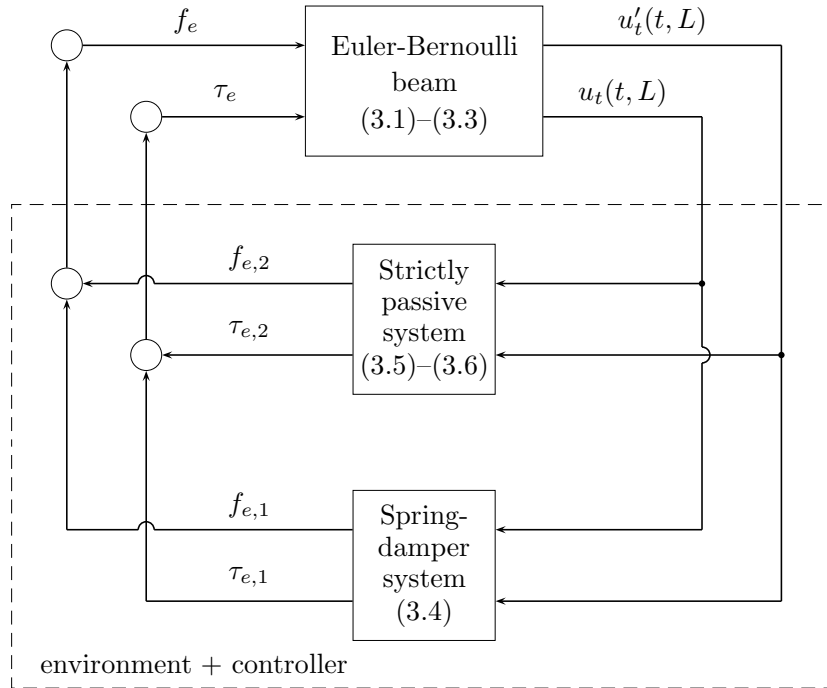 f_e
Euler-Bernoulli
beam
(3.1)–(3.3)
u'_t(t, L)
τ_e
u_t(t, L)
f_{e,2}
Strictly
passive
system
(3.5)–(3.6)
τ_{e,2}
f_{e,1}
Spring-
damper
system
(3.4)
τ_{e,1}
environment + controller